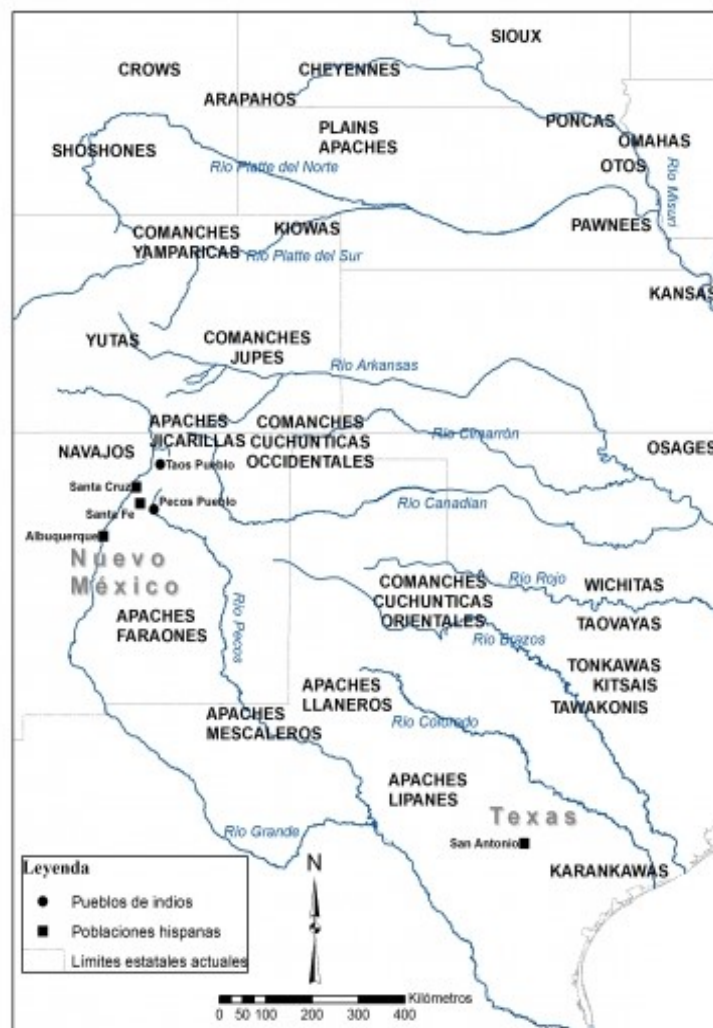 SIOUX
CROWS
CHEYENNES
ARAPAHOS
PLAINS
APACHES
PONCAS
OMAHAS
OTOS
SHOSHONES
Río Platte del Norte
Río Misuri
COMANCHES
YAMPARICAS
KIOWAS
PAWNEES
Río Platte del Sur
KANSAS
YUTAS
COMANCHES
JUPES
Río Arkansas
APACHES
JICARILLAS
COMANCHES
CUCHUNTICAS
OCCIDENTALES
Río Cimarrón
NAVAJOS
OSAGES
Taos Pueblo
Santa Cruz
Pecos Pueblo
Santa Fe
Río Canadian
Albuquerque
Nuevo
México
Río Rojo
COMANCHES
CUCHUNTICAS
ORIENTALES
WICHITAS
TAOVAYAS
APACHES
FARAONES
Río Pecos
Río Brazos
TONKAWAS
KITSAIS
TAWAKONIS
APACHES
LLANEROS
APACHES
MESCALEROS
Río Colorado
APACHES
LIPANES
Texas
Río Grande
San Antonio
KARANKAWAS
Leyenda
Pueblos de indios
Poblaciones hispanas
Límites estatales actuales
N
Kilómetros
0 50 100 200 300 400